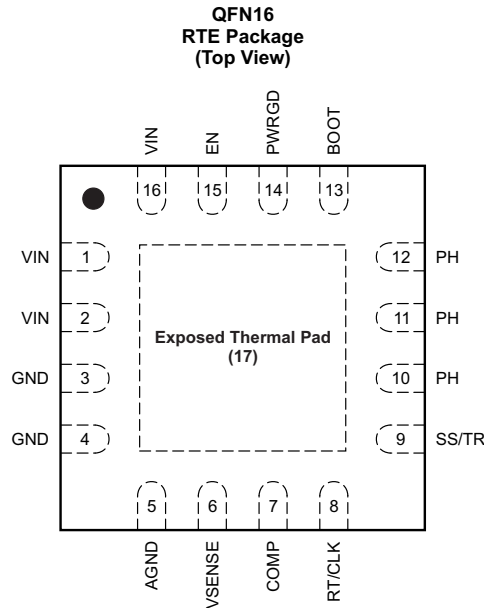 QFN16
RTE Package
(Top View)
VIN
EN
PWRGD
BOOT
16
15
14
13
VIN 1
12 PH
VIN 2
11 PH
Exposed Thermal Pad
(17)
GND 3
10 PH
GND 4
9 SS/TR
5
6
7
8
AGND
VSENSE
COMP
RT/CLK